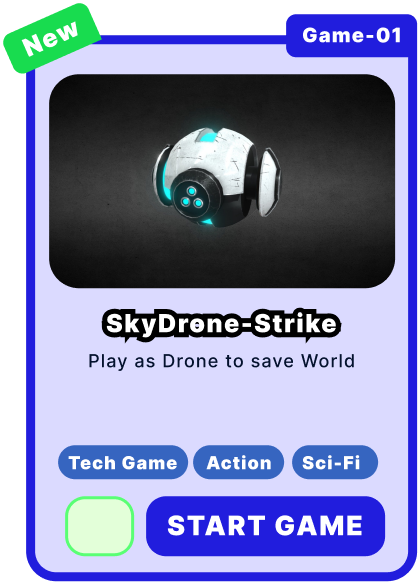 New
Game-01
SkyDrone-Strike
Play as Drone to save World
Tech Game
Action
Sci-Fi
START GAME